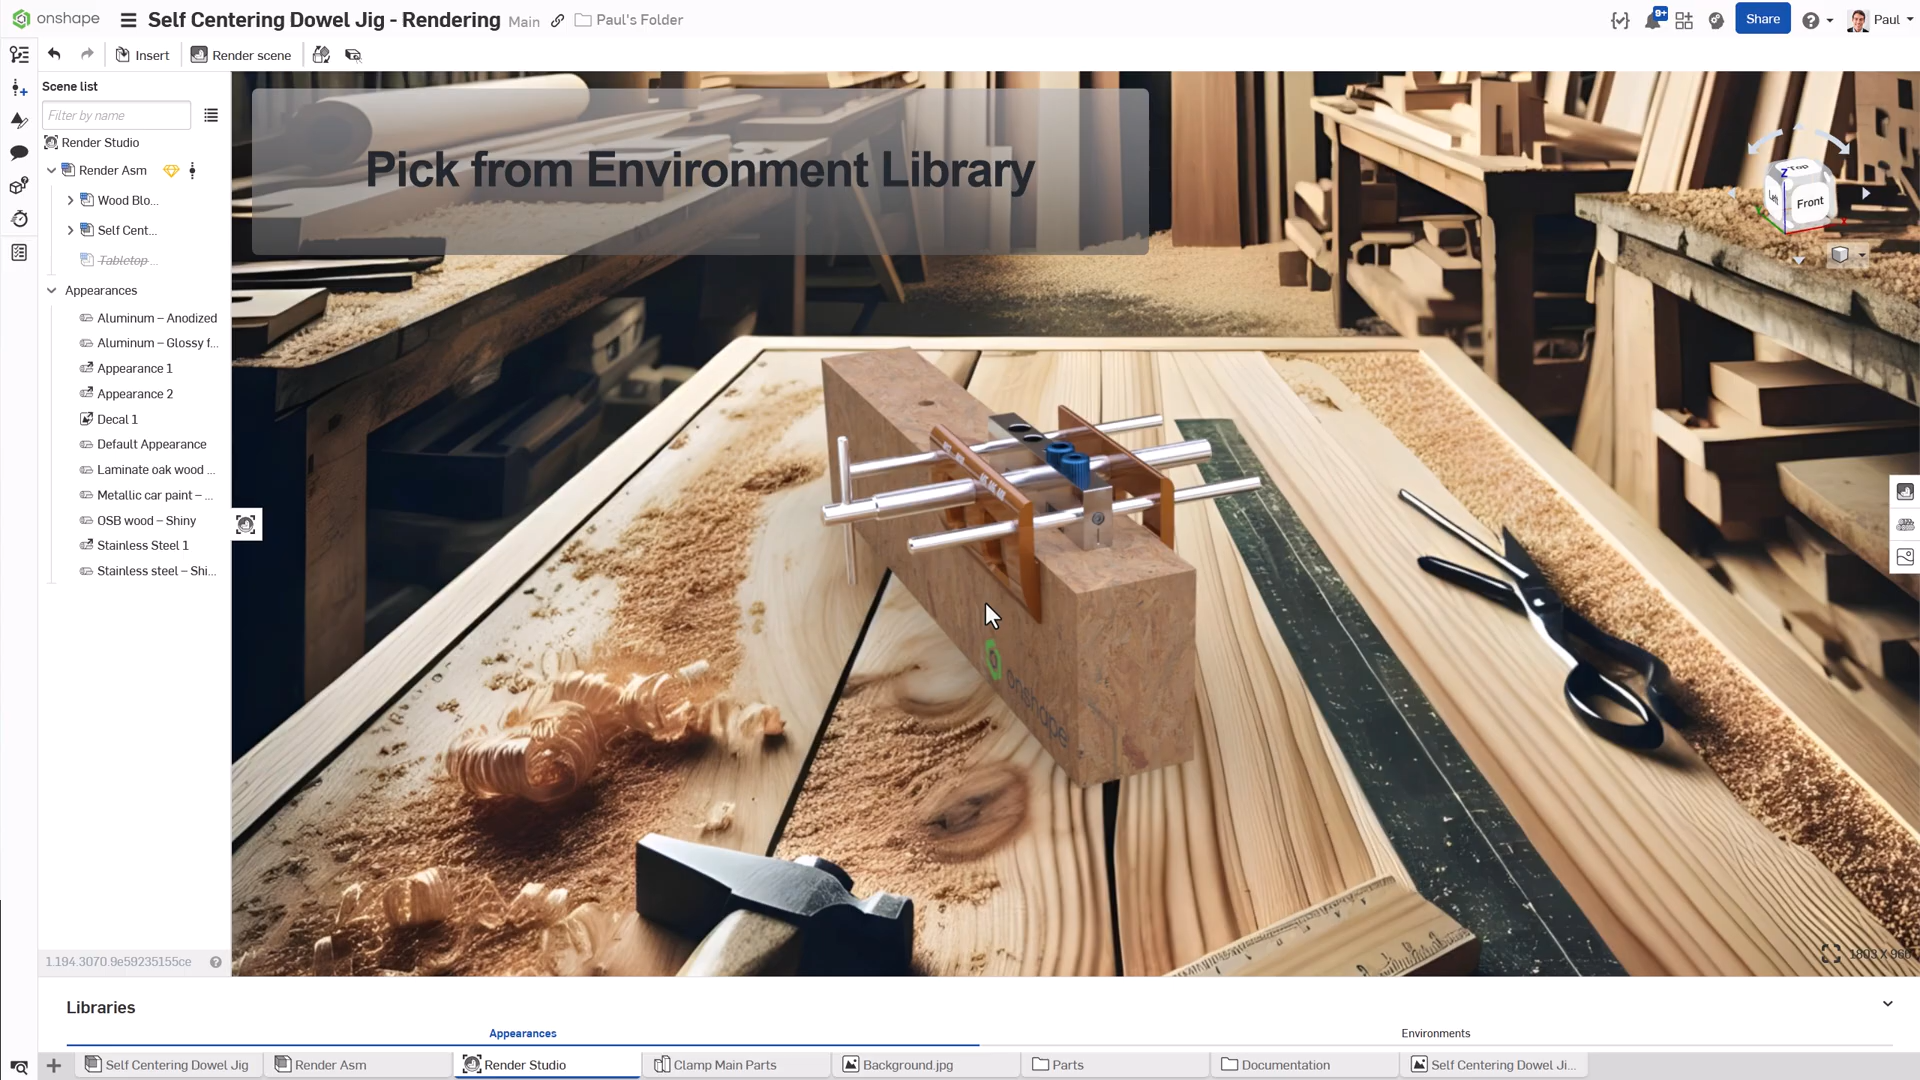 onshape
Self Centering Dowel Jig - Rendering Main Paul's Folder
9+
Share
Paul
Insert
Render scene
Scene list
Filter by name
Render Studio
Render Asm
Wood Blo...
Self Cent...
Tabletop ...
Appearances
Aluminum – Anodized
Aluminum – Glossy f...
Appearance 1
Appearance 2
Decal 1
Default Appearance
Laminate oak wood ...
Metallic car paint – ...
OSB wood – Shiny
Stainless Steel 1
Stainless steel – Shi...
1.194.3070.9e59235155ce
Pick from Environment Library
Top
Z
Left
Front
onshape
Libraries
Appearances
Environments
Self Centering Dowel Jig
Render Asm
Render Studio
Clamp Main Parts
Background.jpg
Parts
Documentation
Self Centering Dowel Ji...